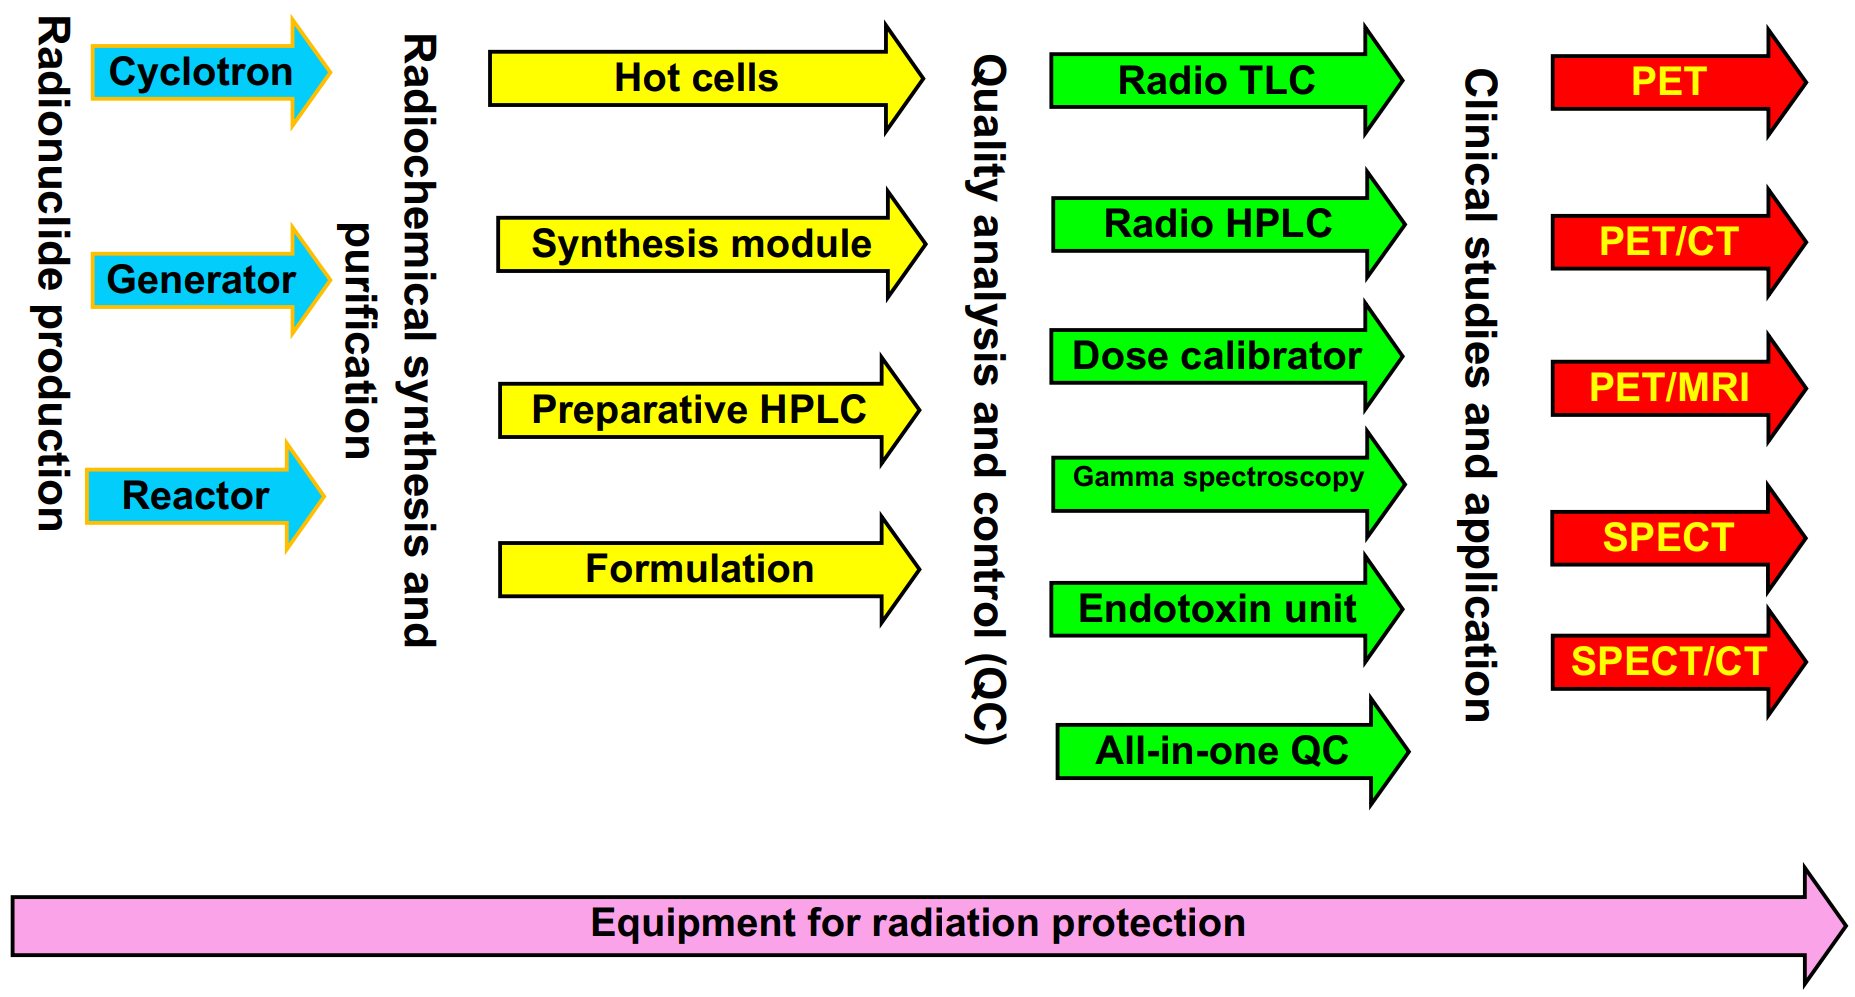 Radionuclide production
Cyclotron
Generator
Reactor
Radiochemical synthesis and
purification
Hot cells
Synthesis module
Preparative HPLC
Formulation
Quality analysis and control (QC)
Radio TLC
Radio HPLC
Dose calibrator
Gamma spectroscopy
Endotoxin unit
All-in-one QC
Clinical studies and application
PET
PET/CT
PET/MRI
SPECT
SPECT/CT
Equipment for radiation protection